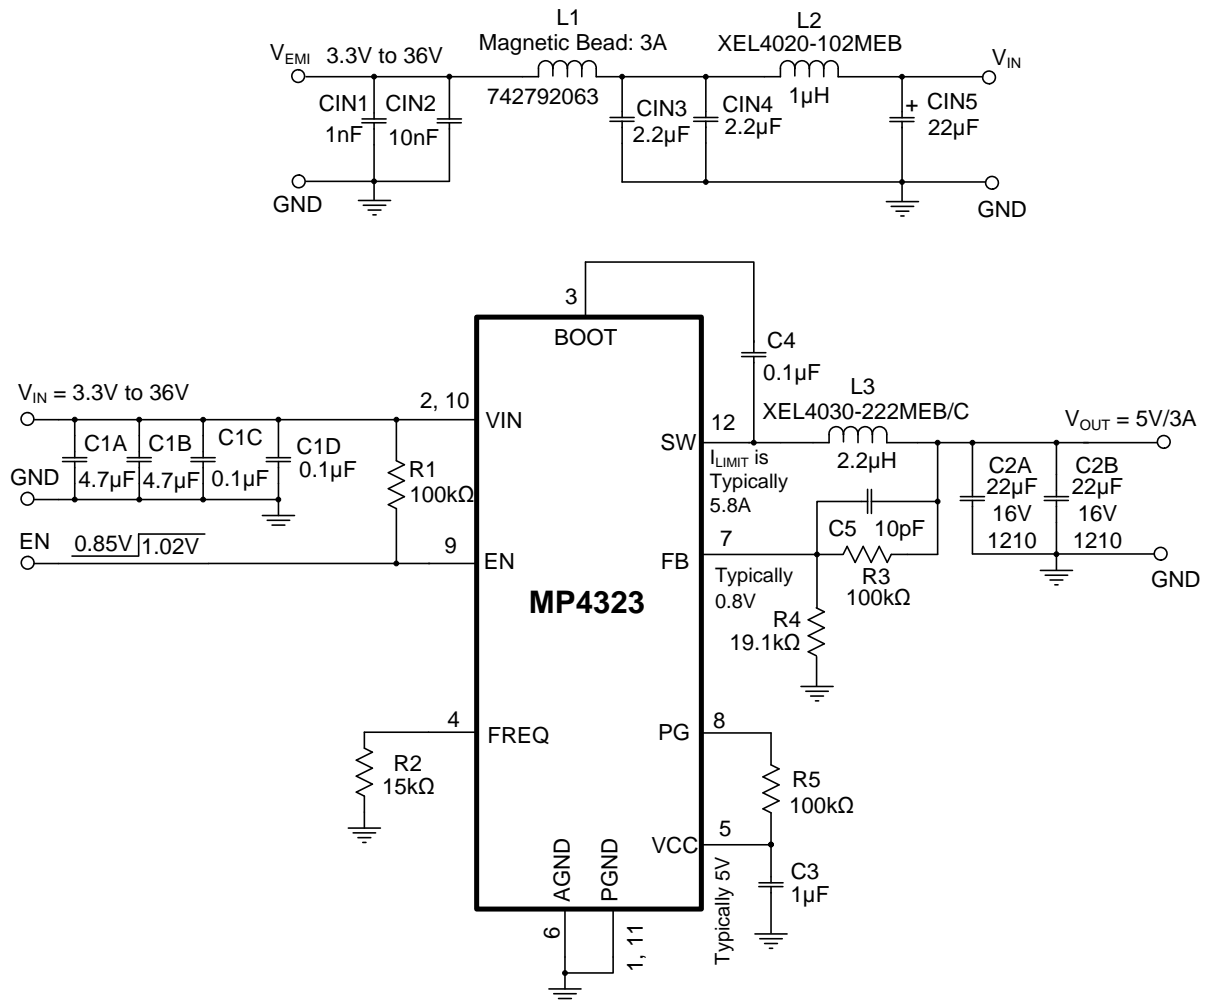 L1
Magnetic Bead: 3A
742792063
L2
XEL4020-102MEB
1µH
VEMI 3.3V to 36V
VIN
CIN1
1nF
CIN2
10nF
CIN3
2.2µF
CIN4
2.2µF
+ CIN5
22µF
GND
GND
3
BOOT
C4
0.1µF
VIN = 3.3V to 36V
2, 10
VIN
C1A
4.7µF
C1B
4.7µF
C1C
0.1µF
C1D
0.1µF
GND
R1
100kΩ
EN
0.85V 1.02V
9
EN
12
SW
ILIMIT is
Typically
5.8A
L3
XEL4030-222MEB/C
2.2µH
VOUT = 5V/3A
C2A
22µF
16V
1210
C2B
22µF
16V
1210
GND
C5
10pF
7
FB
Typically
0.8V
R3
100kΩ
R4
19.1kΩ
MP4323
4
FREQ
R2
15kΩ
8
PG
R5
100kΩ
5
VCC
Typically 5V
C3
1µF
AGND
PGND
6
1, 11